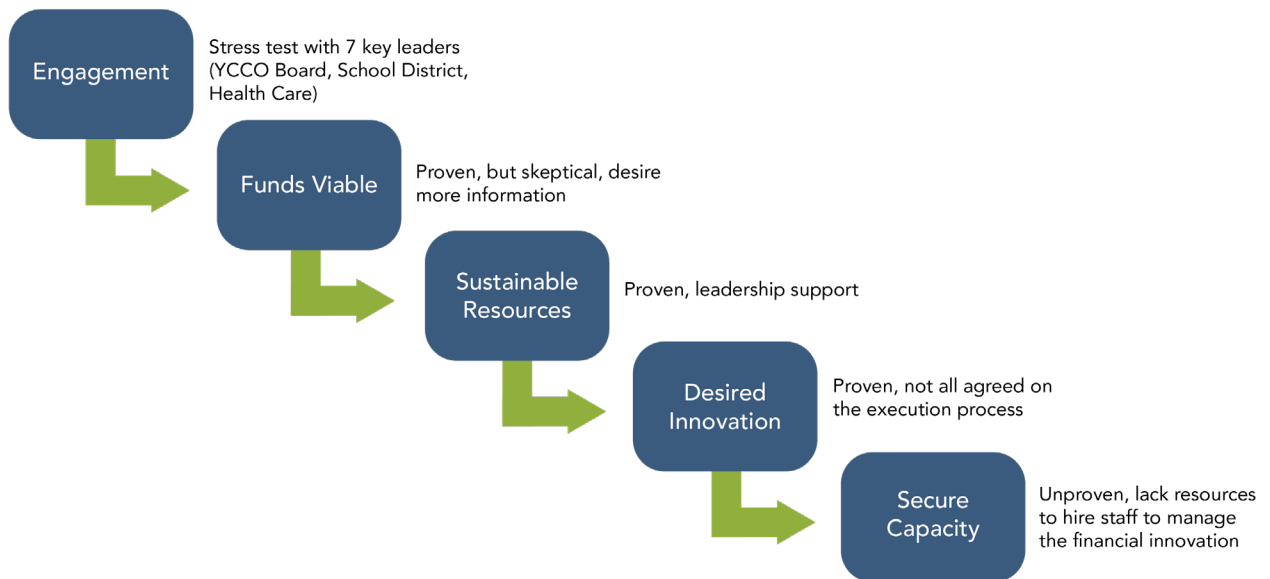 Engagement
Stress test with 7 key leaders
(YCCO Board, School District,
Health Care)
Funds Viable
Proven, but skeptical, desire
more information
Sustainable
Resources
Proven, leadership support
Desired
Innovation
Proven, not all agreed on
the execution process
Secure
Capacity
Unproven, lack resources
to hire staff to manage
the financial innovation